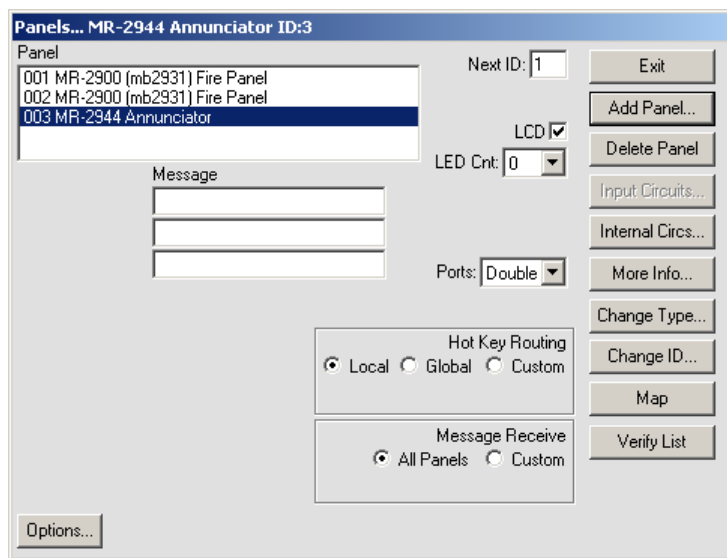 Panels... MR-2944 Annunciator ID:3
Panel
001 MR-2900 (mb2931) Fire Panel
002 MR-2900 (mb2931) Fire Panel
003 MR-2944 Annunciator
Message
Next ID: 1
LCD
LED Cnt: 0
Ports: Double
Hot Key Routing
Local Global Custom
Message Receive
All Panels Custom
Exit
Add Panel...
Delete Panel
Input Circuits...
Internal Circs...
More Info...
Change Type...
Change ID...
Map
Verify List
Options...